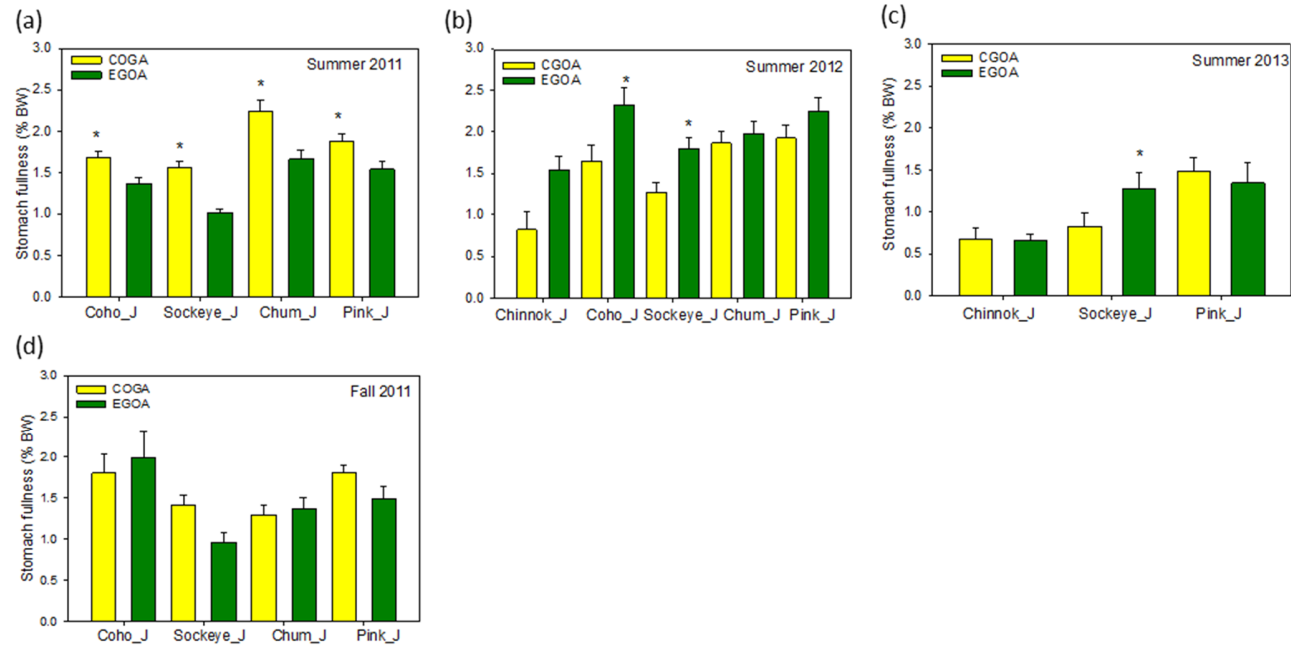 (a)
3.0
2.5
2.0
1.5
1.0
0.5
0.0
Stomach fullness (% BW)
COGA
EGOA
Summer 2011
*
*
*
*
Coho_J
Sockeye_J
Chum_J
Pink_J
(b)
3.0
2.5
2.0
1.5
1.0
0.5
0.0
CGOA
EGOA
Summer 2012
*
*
Chinnok_J
Coho_J
Sockeye_J
Chum_J
Pink_J
(c)
3.0
2.5
2.0
1.5
1.0
0.5
0.0
Stomach fullness (% BW)
CGOA
EGOA
Summer 2013
*
Chinnok_J
Sockeye_J
Pink_J
(d)
3.0
2.5
2.0
1.5
1.0
0.5
0.0
Stomach fullness (% BW)
COGA
EGOA
Fall 2011
Coho_J
Sockeye_J
Chum_J
Pink_J